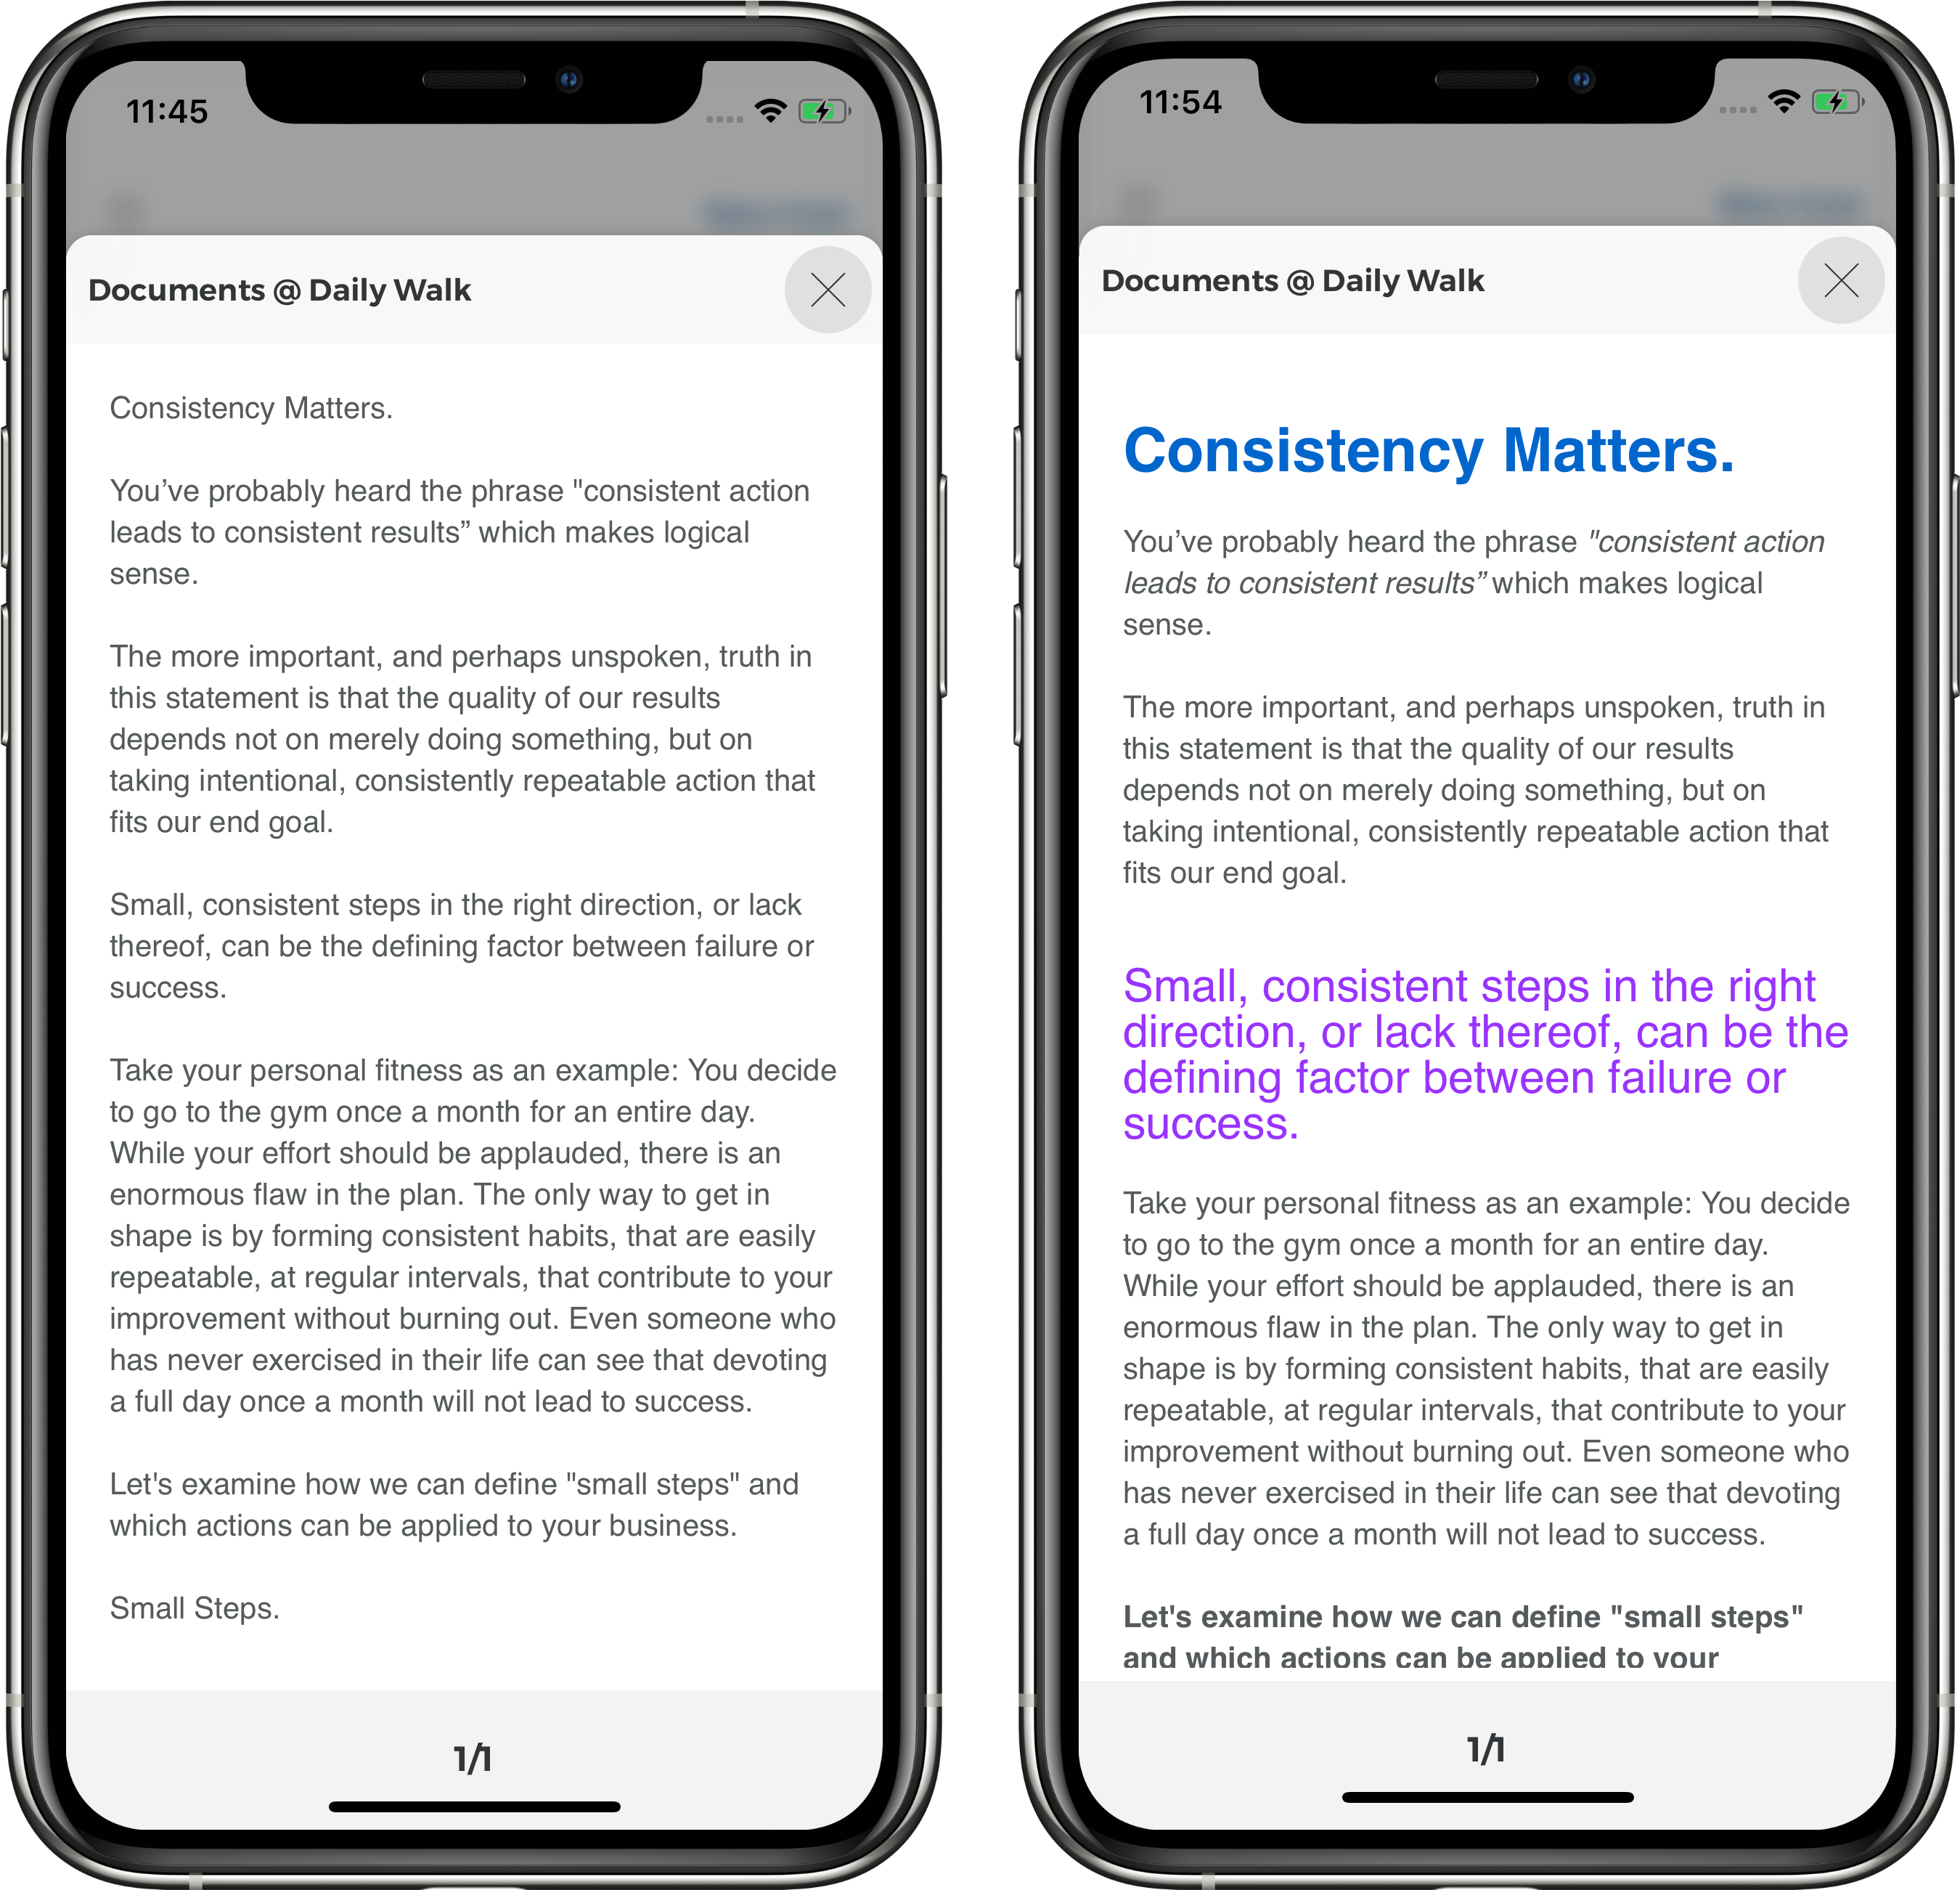 11:45
Documents @ Daily Walk
Consistency Matters.
You’ve probably heard the phrase "consistent action
leads to consistent results” which makes logical
sense.
The more important, and perhaps unspoken, truth in
this statement is that the quality of our results
depends not on merely doing something, but on
taking intentional, consistently repeatable action that
fits our end goal.
Small, consistent steps in the right direction, or lack
thereof, can be the defining factor between failure or
success.
Take your personal fitness as an example: You decide
to go to the gym once a month for an entire day.
While your effort should be applauded, there is an
enormous flaw in the plan. The only way to get in
shape is by forming consistent habits, that are easily
repeatable, at regular intervals, that contribute to your
improvement without burning out. Even someone who
has never exercised in their life can see that devoting
a full day once a month will not lead to success.
Let's examine how we can define "small steps" and
which actions can be applied to your business.
Small Steps.
1/1
11:54
Documents @ Daily Walk
Consistency Matters.
You’ve probably heard the phrase "consistent action
leads to consistent results” which makes logical
sense.
The more important, and perhaps unspoken, truth in
this statement is that the quality of our results
depends not on merely doing something, but on
taking intentional, consistently repeatable action that
fits our end goal.
Small, consistent steps in the right
direction, or lack thereof, can be the
defining factor between failure or
success.
Take your personal fitness as an example: You decide
to go to the gym once a month for an entire day.
While your effort should be applauded, there is an
enormous flaw in the plan. The only way to get in
shape is by forming consistent habits, that are easily
repeatable, at regular intervals, that contribute to your
improvement without burning out. Even someone who
has never exercised in their life can see that devoting
a full day once a month will not lead to success.
Let's examine how we can define "small steps"
and which actions can be applied to your
1/1